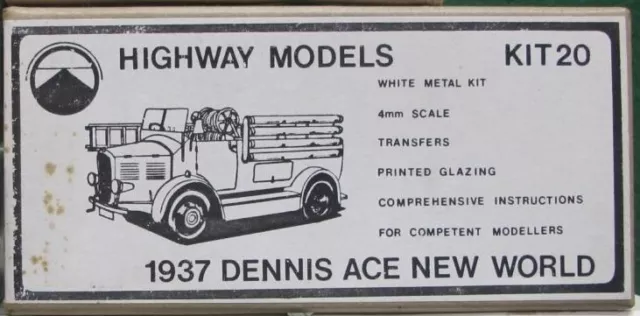 HIGHWAY MODELS KIT20
WHITE METAL KIT
4mm SCALE
TRANSFERS
PRINTED GLAZING
COMPREHENSIVE INSTRUCTIONS
FOR COMPETENT MODELLERS
1937 DENNIS ACE NEW WORLD